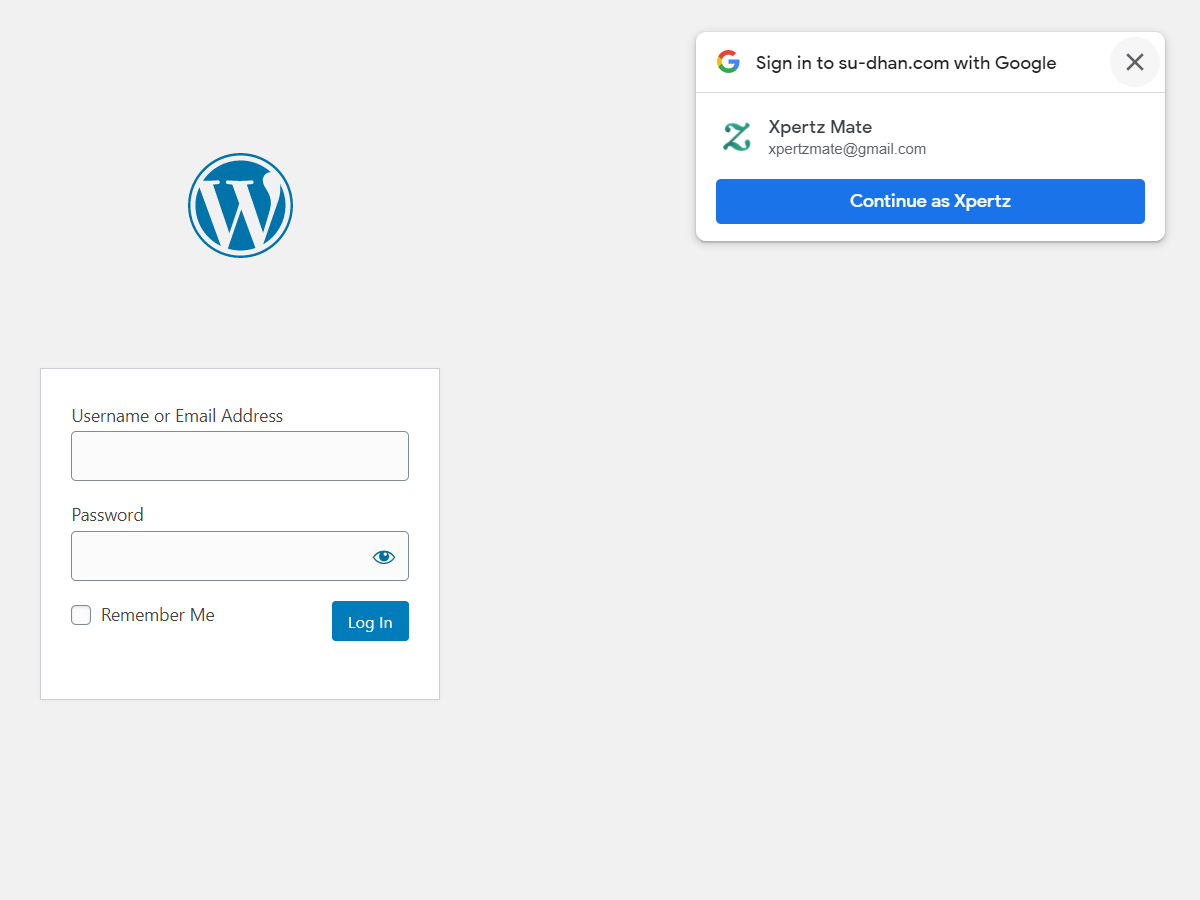 Sign in to su-dhan.com with Google
Xpertz Mate
xpertzmate@gmail.com
Continue as Xpertz
Username or Email Address
Password
Remember Me
Log In